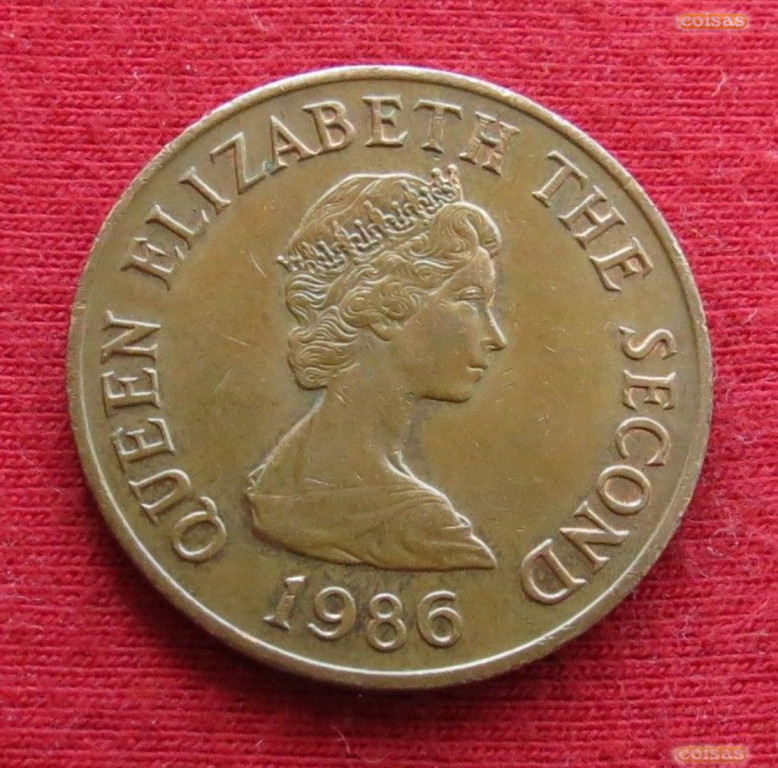 coisas
QUEEN ELIZABETH THE SECOND
1986
coisas